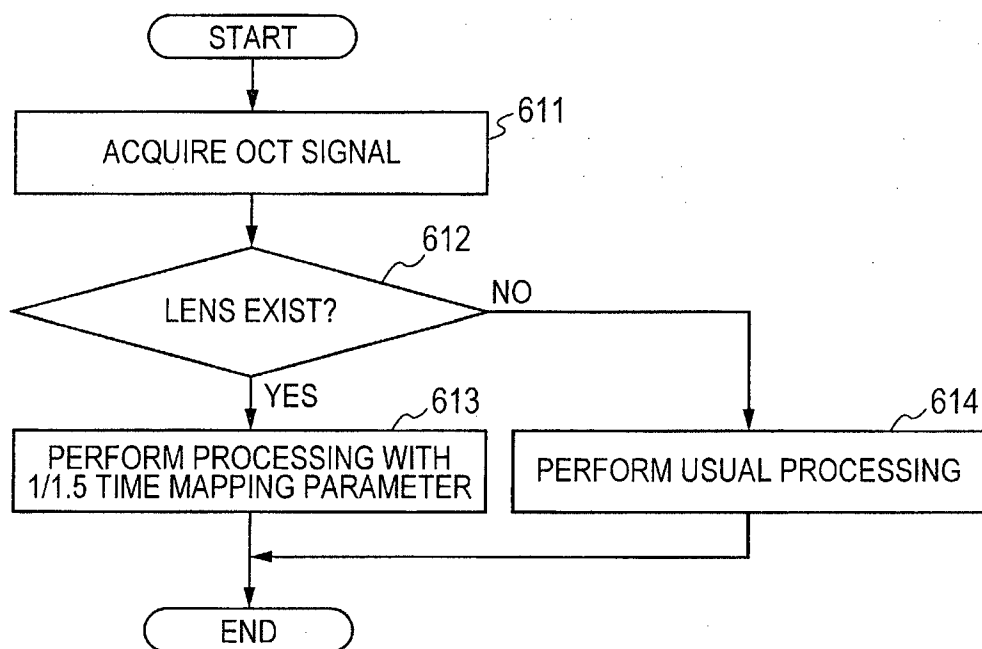 START
611
ACQUIRE OCT SIGNAL
612
LENS EXIST?
NO
YES
613
PERFORM PROCESSING WITH
1/1.5 TIME MAPPING PARAMETER
614
PERFORM USUAL PROCESSING
END